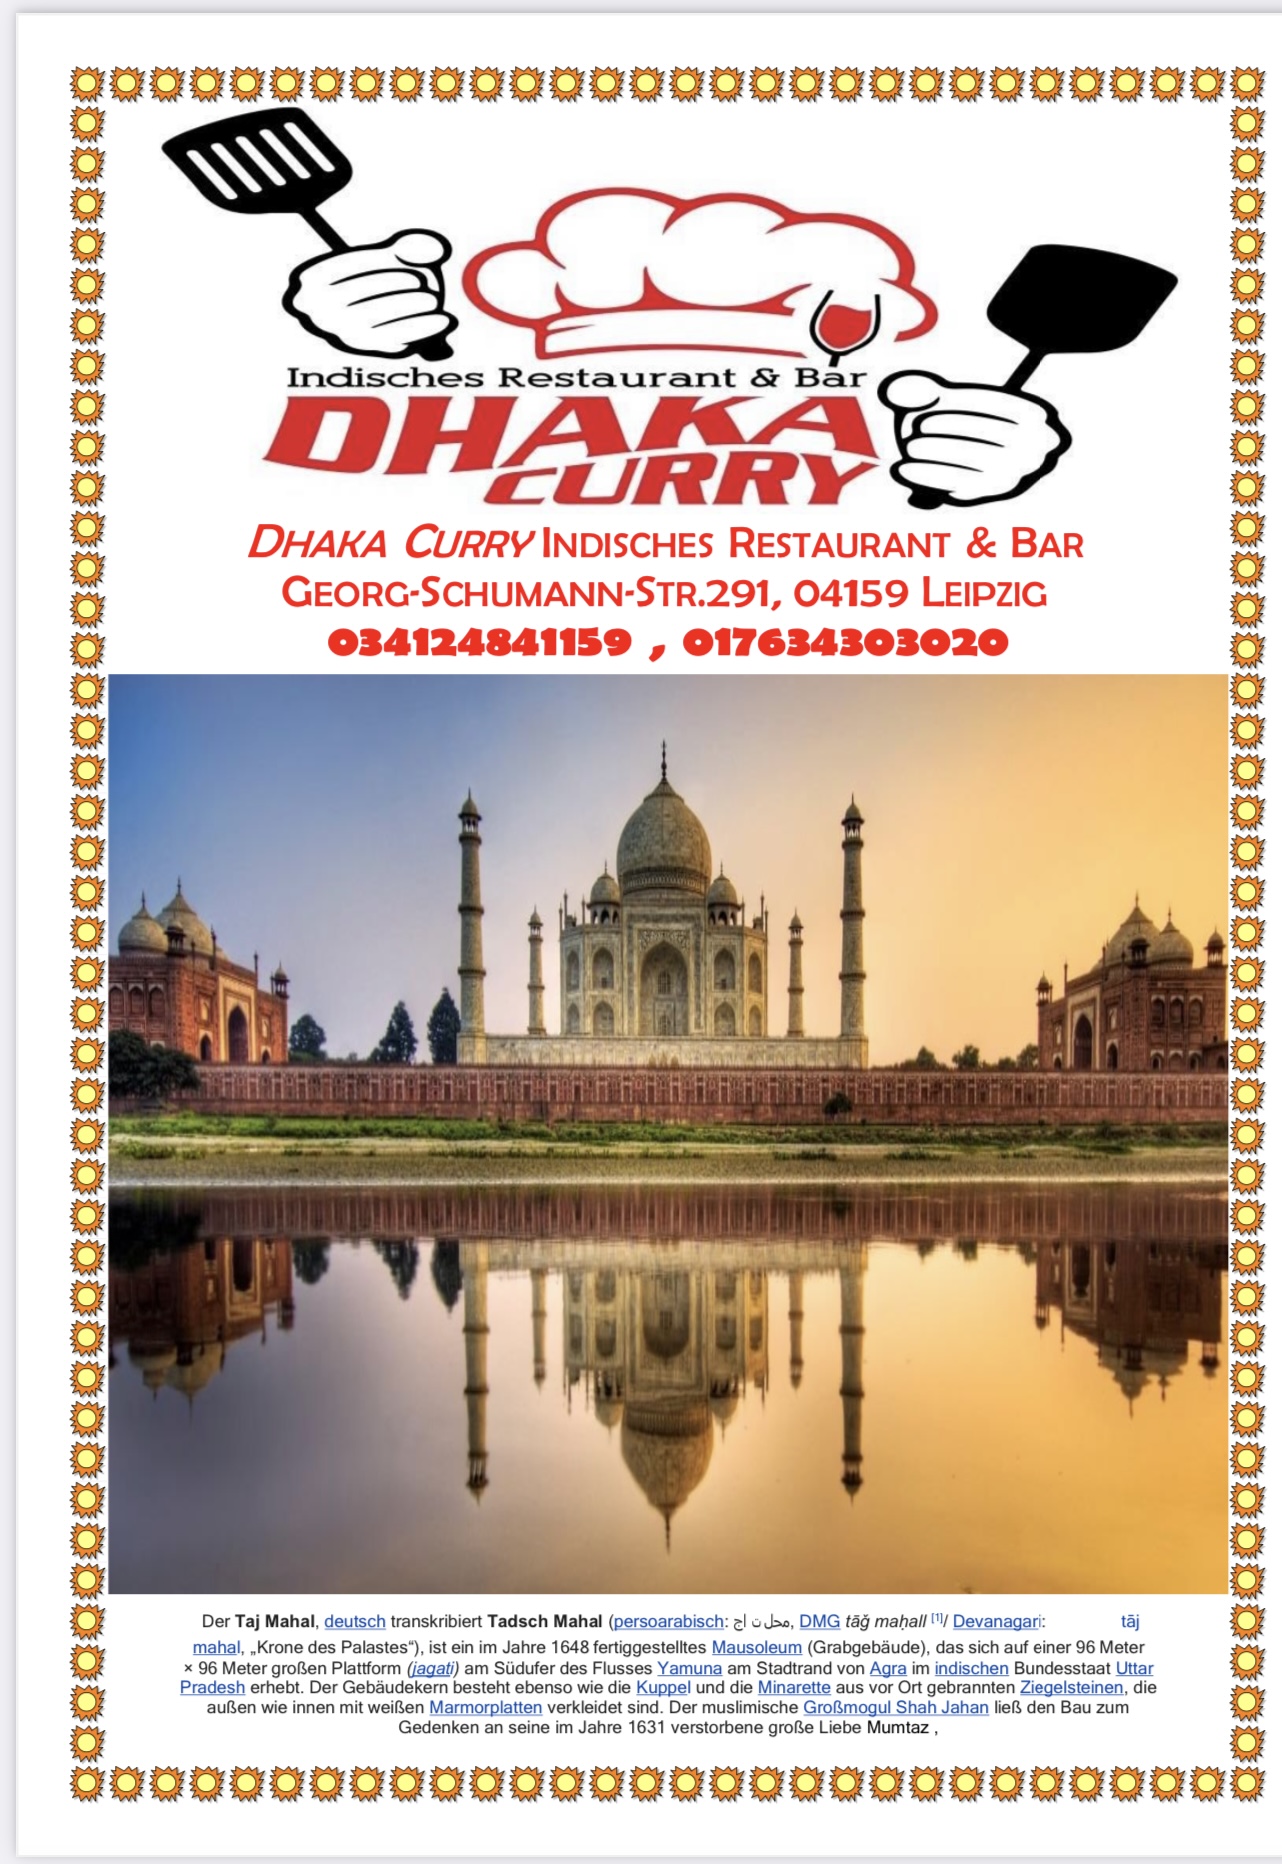 Indisches Restaurant & Bar
DHAKA
CURRY
DHAKA CURRY INDISCHES RESTAURANT & BAR
GEORG-SCHUMANN-STR.291, 04159 LEIPZIG
034124841159 , 017634303020
Der Taj Mahal, deutsch transkribiert Tadsch Mahal (persoarabisch: محل ت اج, DMG tāǧ maḥall [1]/ Devanagari: tāj
mahal, „Krone des Palastes“), ist ein im Jahre 1648 fertiggestelltes Mausoleum (Grabgebäude), das sich auf einer 96 Meter
× 96 Meter großen Plattform (jagati) am Südufer des Flusses Yamuna am Stadtrand von Agra im indischen Bundesstaat Uttar
Pradesh erhebt. Der Gebäudekern besteht ebenso wie die Kuppel und die Minarette aus vor Ort gebrannten Ziegelsteinen, die
außen wie innen mit weißen Marmorplatten verkleidet sind. Der muslimische Großmogul Shah Jahan ließ den Bau zum
Gedenken an seine im Jahre 1631 verstorbene große Liebe Mumtaz ,